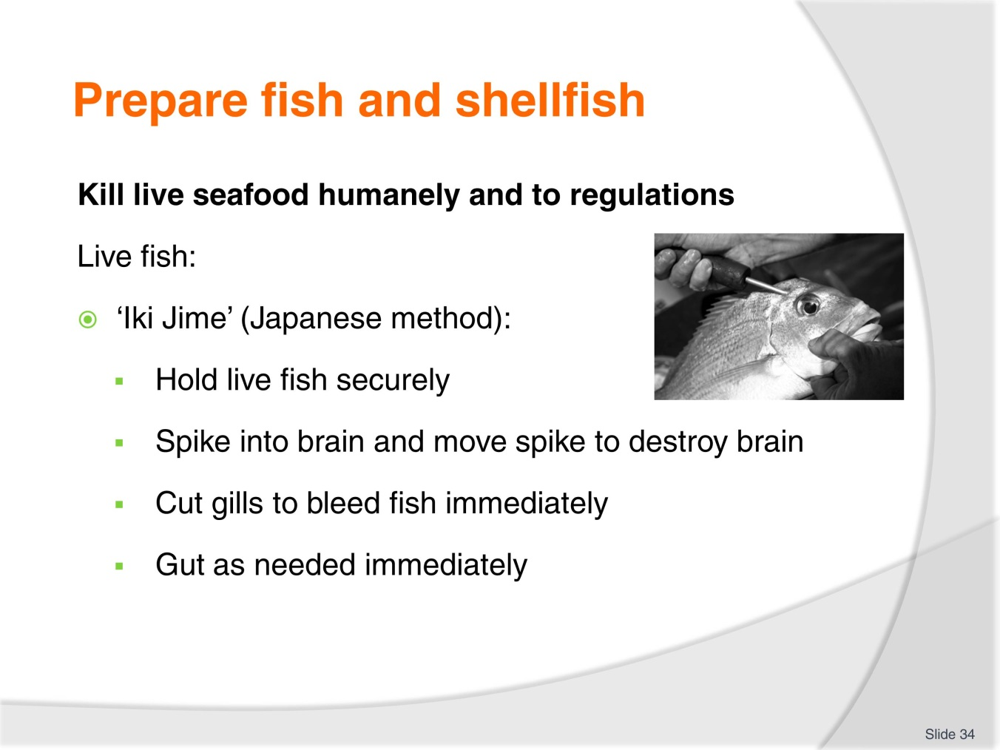 Prepare fish and shellfish
Kill live seafood humanely and to regulations
Live fish:
‘Iki Jime’ (Japanese method):
Hold live fish securely
Spike into brain and move spike to destroy brain
Cut gills to bleed fish immediately
Gut as needed immediately
Slide 34